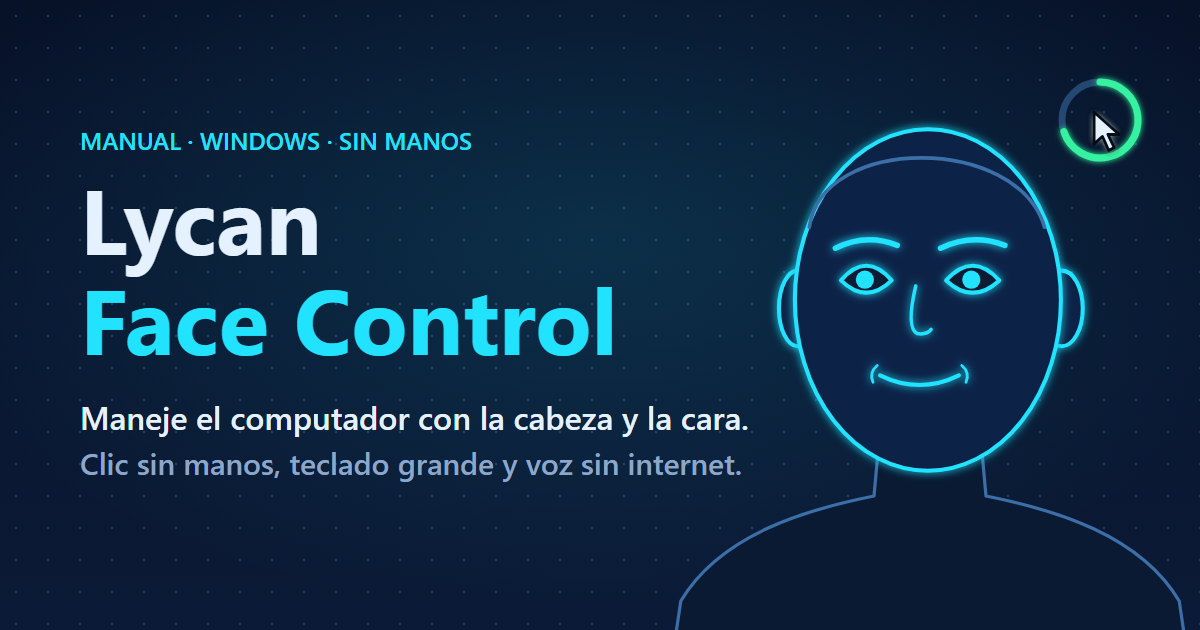 MANUAL · WINDOWS · SIN MANOS
Lycan
Face Control
Maneje el computador con la cabeza y la cara.
Clic sin manos, teclado grande y voz sin internet.